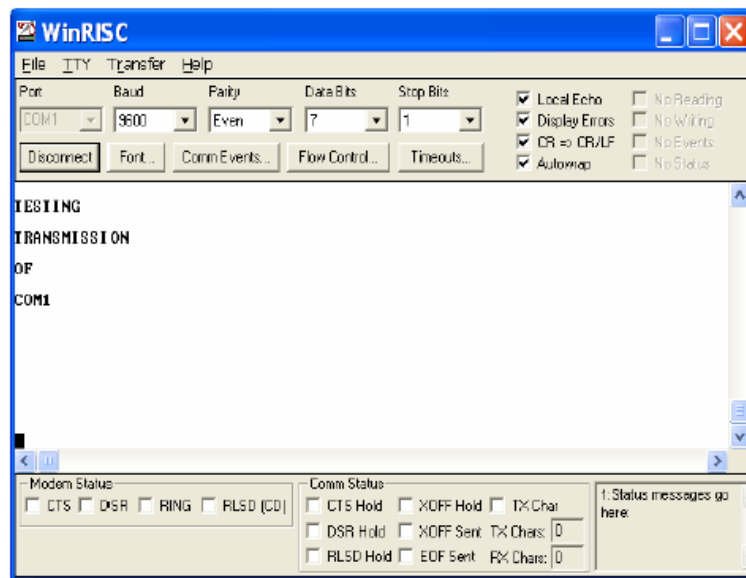 WinRISC
File TTY Transfer Help
Port Baud Parity Data Bits Stop Bits
COM1 9600 Even 7 1
Disconnect Font... Comm Events... Flow Control... Timeouts...
Local Echo No Reading
Display Errors No Writing
CR => CR/LF No Events
Autowrap No Status
TESTING
TRANSMISSION
OF
COM1
Modem Status
CTS DSR RING RLSD (CD)
Comm Status
CTS Hold XOFF Hold TX Char
DSR Hold XOFF Sent TX Chars: 0
RLSD Hold EOF Sent RX Chars: 0
1: Status messages go
here: